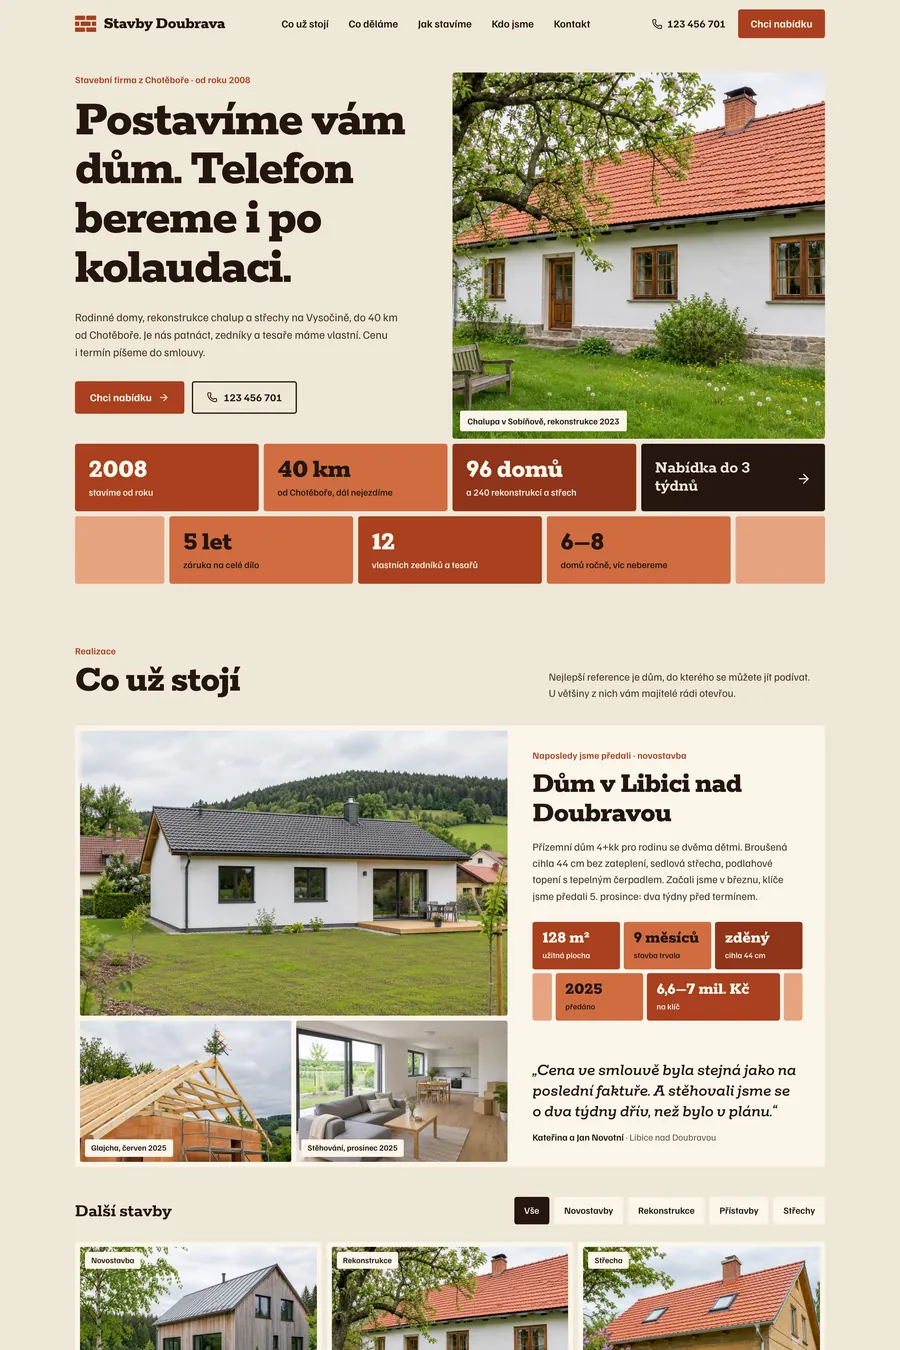 Stavby Doubrava
Co už stojí
Co děláme
Jak stavíme
Kdo jsme
Kontakt
123 456 701
Chci nabídku
Stavební firma z Chotěboře · od roku 2008
Postavíme vám
dům. Telefon
bereme i po
kolaudaci.
Rodinné domy, rekonstrukce chalup a střechy na Vysočině, do 40 km
od Chotěboře. Je nás patnáct, zedníky a tesaře máme vlastní. Cenu
i termín píšeme do smlouvy.
Chci nabídku
123 456 701
Chalupa v Sobíňově, rekonstrukce 2023
2008
stavíme od roku
40 km
od Chotěboře, dál nejezdíme
96 domů
a 240 rekonstrukcí a střech
Nabídka do 3
týdnů
5 let
záruka na celé dílo
12
vlastních zedníků a tesařů
6–8
domů ročně, víc nebereme
Realizace
Co už stojí
Nejlepší reference je dům, do kterého se můžete jít podívat.
U většiny z nich vám majitelé rádi otevřou.
Naposledy jsme předali · novostavba
Dům v Libici nad
Doubravou
Přízemní dům 4+kk pro rodinu se dvěma dětmi. Broušená
cihla 44 cm bez zateplení, sedlová střecha, podlahové
topení s tepelným čerpadlem. Začali jsme v březnu, klíče
jsme předali 5. prosince: dva týdny před termínem.
128 m²
užitná plocha
9 měsíců
stavba trvala
zděný
cihla 44 cm
2025
předáno
6,6–7 mil. Kč
na klíč
„Cena ve smlouvě byla stejná jako na
poslední faktuře. A stěhovali jsme se
o dva týdny dřív, než bylo v plánu.“
Kateřina a Jan Novotní · Libice nad Doubravou
Glajcha, červen 2025
Stěhování, prosinec 2025
Další stavby
Vše
Novostavby
Rekonstrukce
Přístavby
Střechy
Novostavba
Rekonstrukce
Střecha